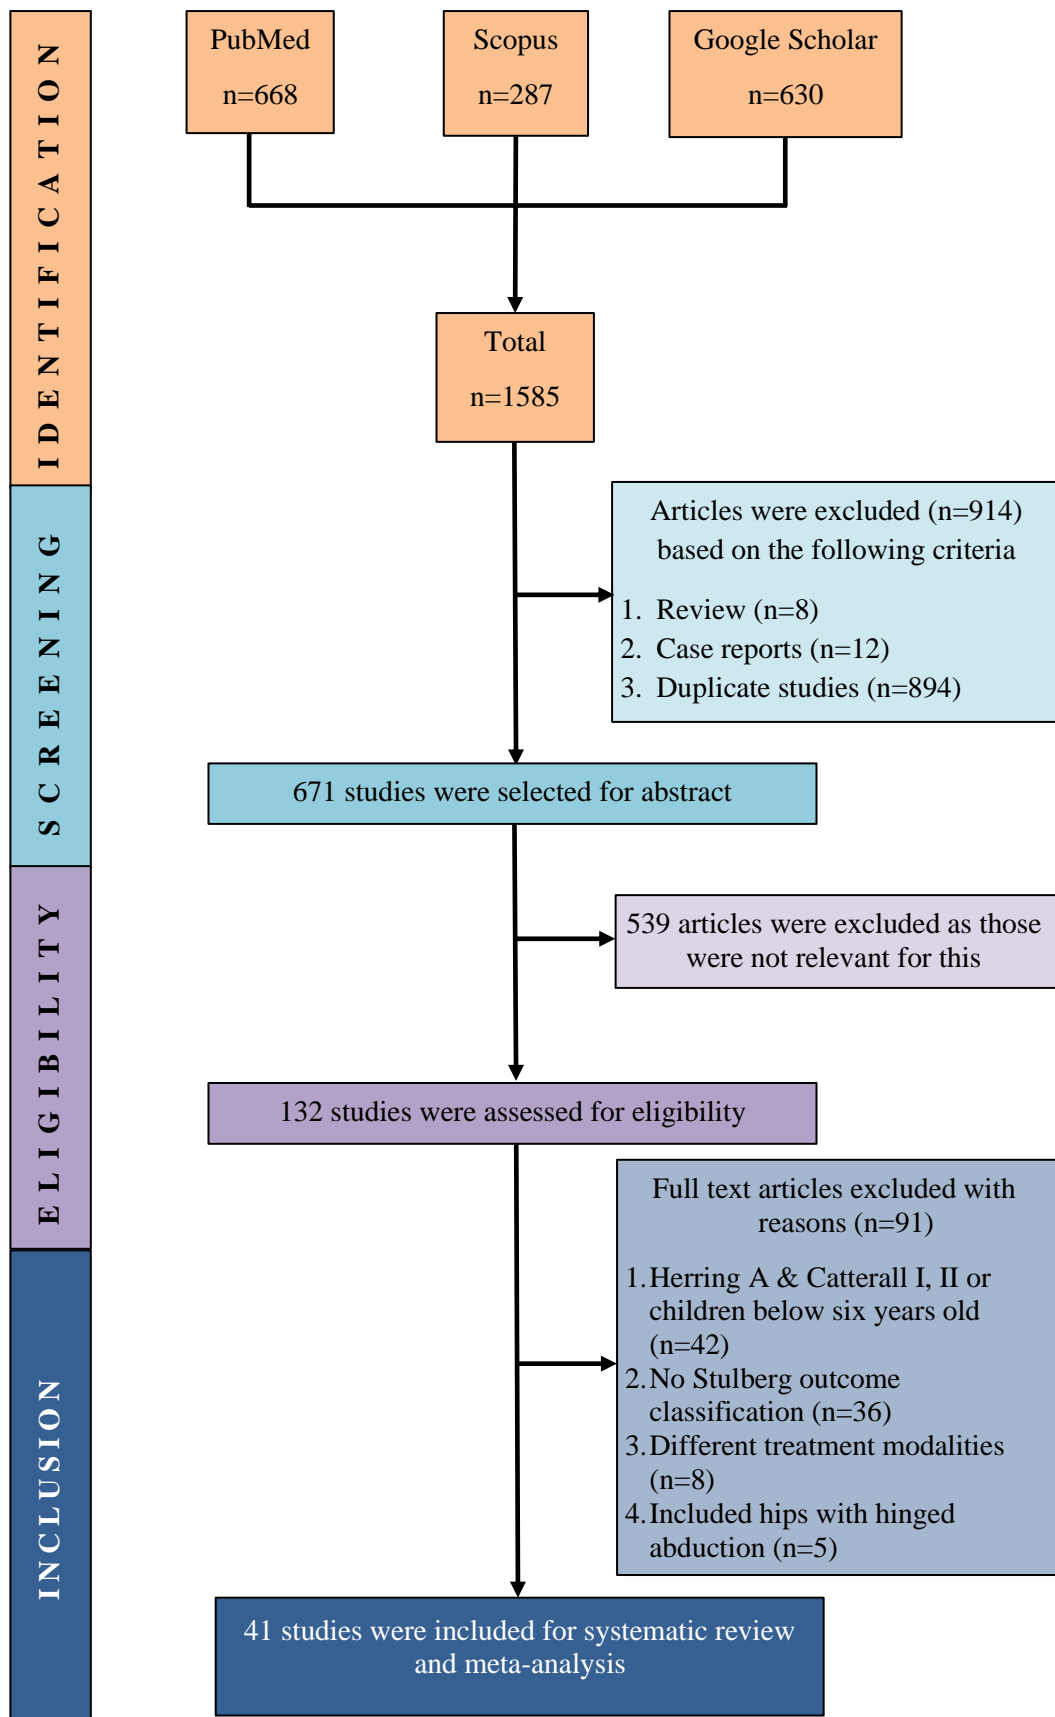 IDENTIFICATION
PubMed
n=668
Scopus
n=287
Google Scholar
n=630
Total
n=1585
SCREENING
Articles were excluded (n=914)
based on the following criteria
1. Review (n=8)
2. Case reports (n=12)
3. Duplicate studies (n=894)
671 studies were selected for abstract
ELIGIBILITY
539 articles were excluded as those
were not relevant for this
132 studies were assessed for eligibility
Full text articles excluded with
reasons (n=91)
1. Herring A & Catterall I, II or
children below six years old
(n=42)
2. No Stulberg outcome
classification (n=36)
3. Different treatment modalities
(n=8)
4. Included hips with hinged
abduction (n=5)
INCLUSION
41 studies were included for systematic review
and meta-analysis